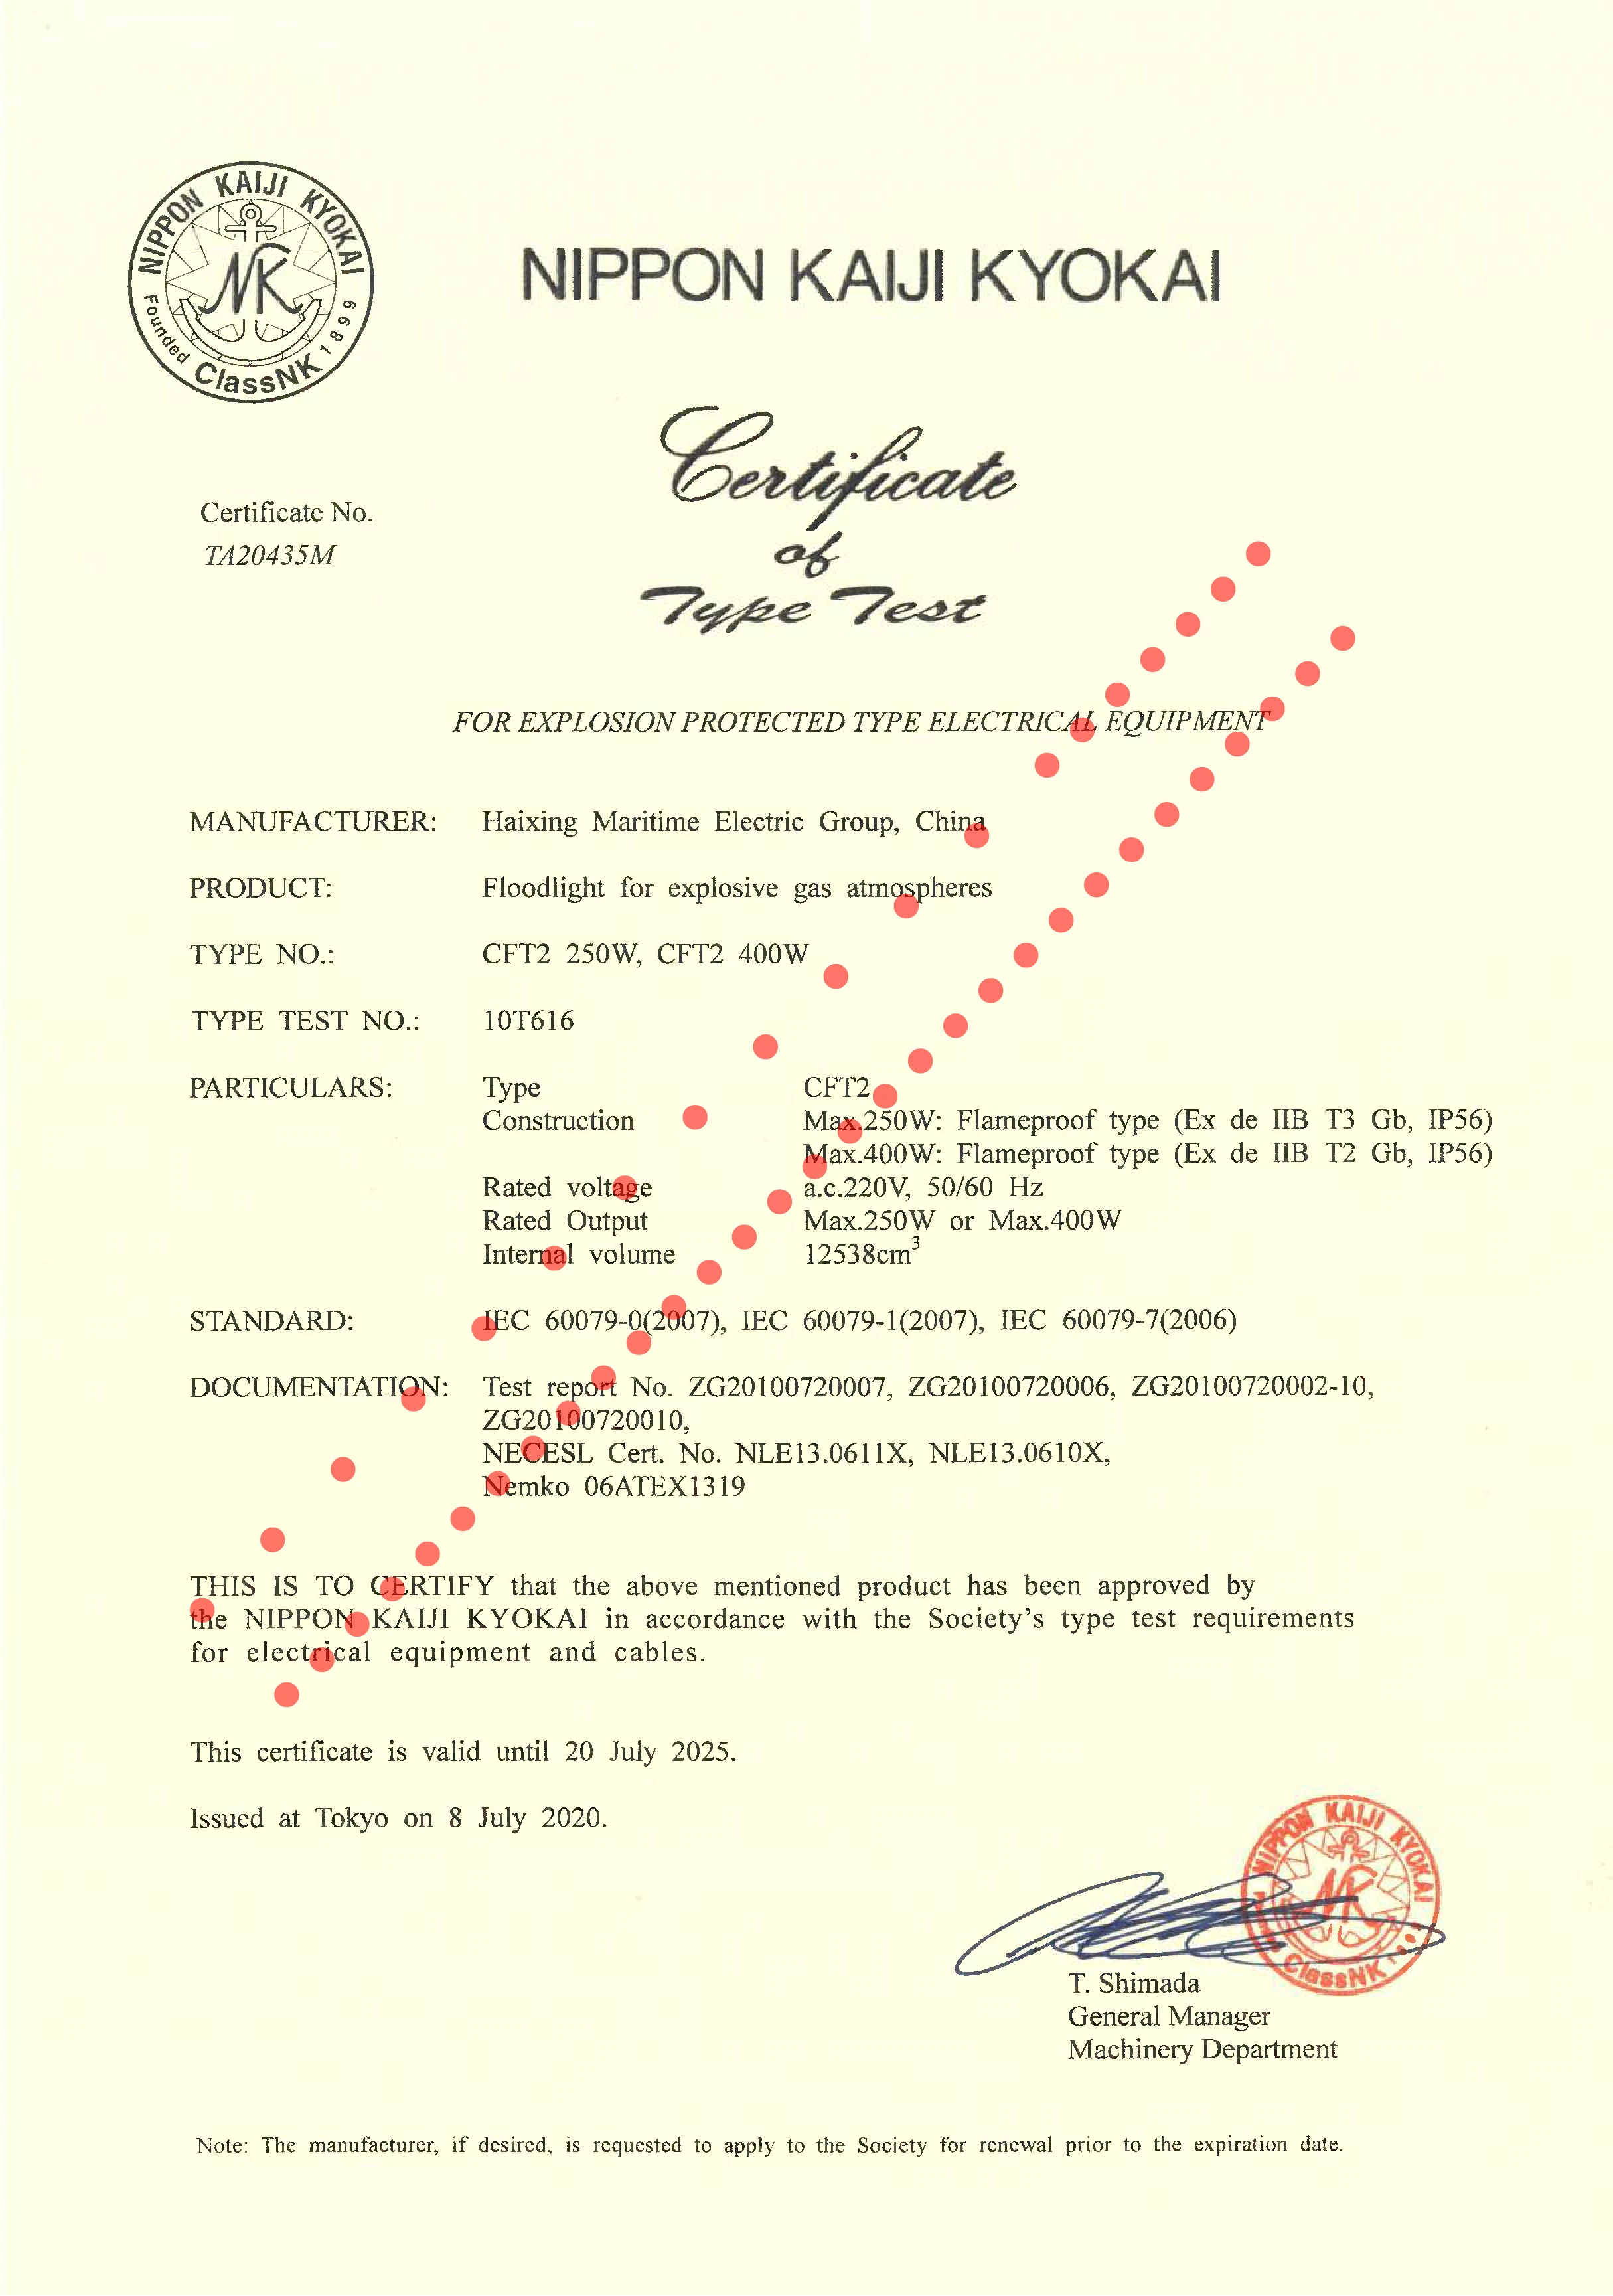 NIPPON KAIJI KYOKAI
Founded ClassNK 1899
NK
NIPPON KAIJI KYOKAI
Certificate
of
Type Test
Certificate No.
TA20435M
FOR EXPLOSION PROTECTED TYPE ELECTRICAL EQUIPMENT
MANUFACTURER: Haixing Maritime Electric Group, China
PRODUCT: Floodlight for explosive gas atmospheres
TYPE NO.: CFT2 250W, CFT2 400W
TYPE TEST NO.: 10T616
PARTICULARS: Type CFT2
Construction Max.250W: Flameproof type (Ex de IIB T3 Gb, IP56)
Max.400W: Flameproof type (Ex de IIB T2 Gb, IP56)
Rated voltage a.c.220V, 50/60 Hz
Rated Output Max.250W or Max.400W
Internal volume 12538cm³
STANDARD: IEC 60079-0(2007), IEC 60079-1(2007), IEC 60079-7(2006)
DOCUMENTATION: Test report No. ZG20100720007, ZG20100720006, ZG20100720002-10,
ZG20100720010,
NECESL Cert. No. NLE13.0611X, NLE13.0610X,
Nemko 06ATEX1319
THIS IS TO CERTIFY that the above mentioned product has been approved by
the NIPPON KAIJI KYOKAI in accordance with the Society's type test requirements
for electrical equipment and cables.
This certificate is valid until 20 July 2025.
Issued at Tokyo on 8 July 2020.
NIPPON KAIJI KYOKAI
NK
ClassNK
T. Shimada
General Manager
Machinery Department
Note: The manufacturer, if desired, is requested to apply to the Society for renewal prior to the expiration date.